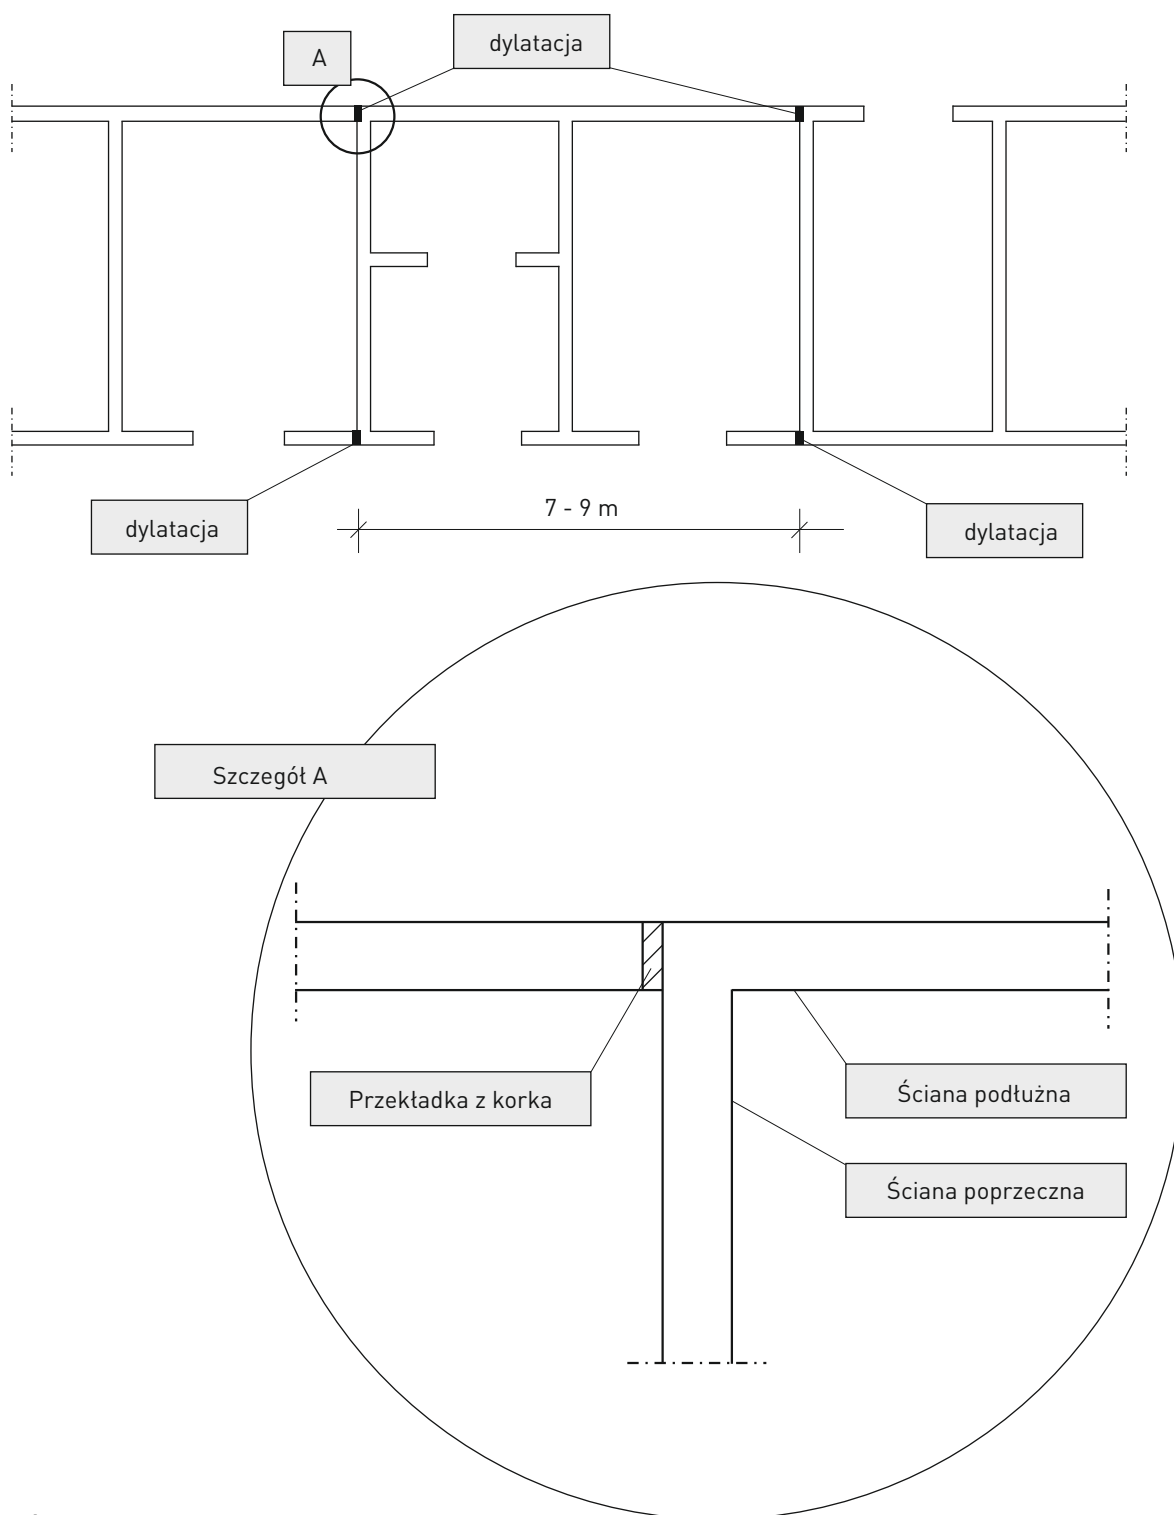 dylatacja
A
dylatacja
7 - 9 m
dylatacja
Szczegół A
Przekładka z korka
Ściana podłużna
Ściana poprzeczna